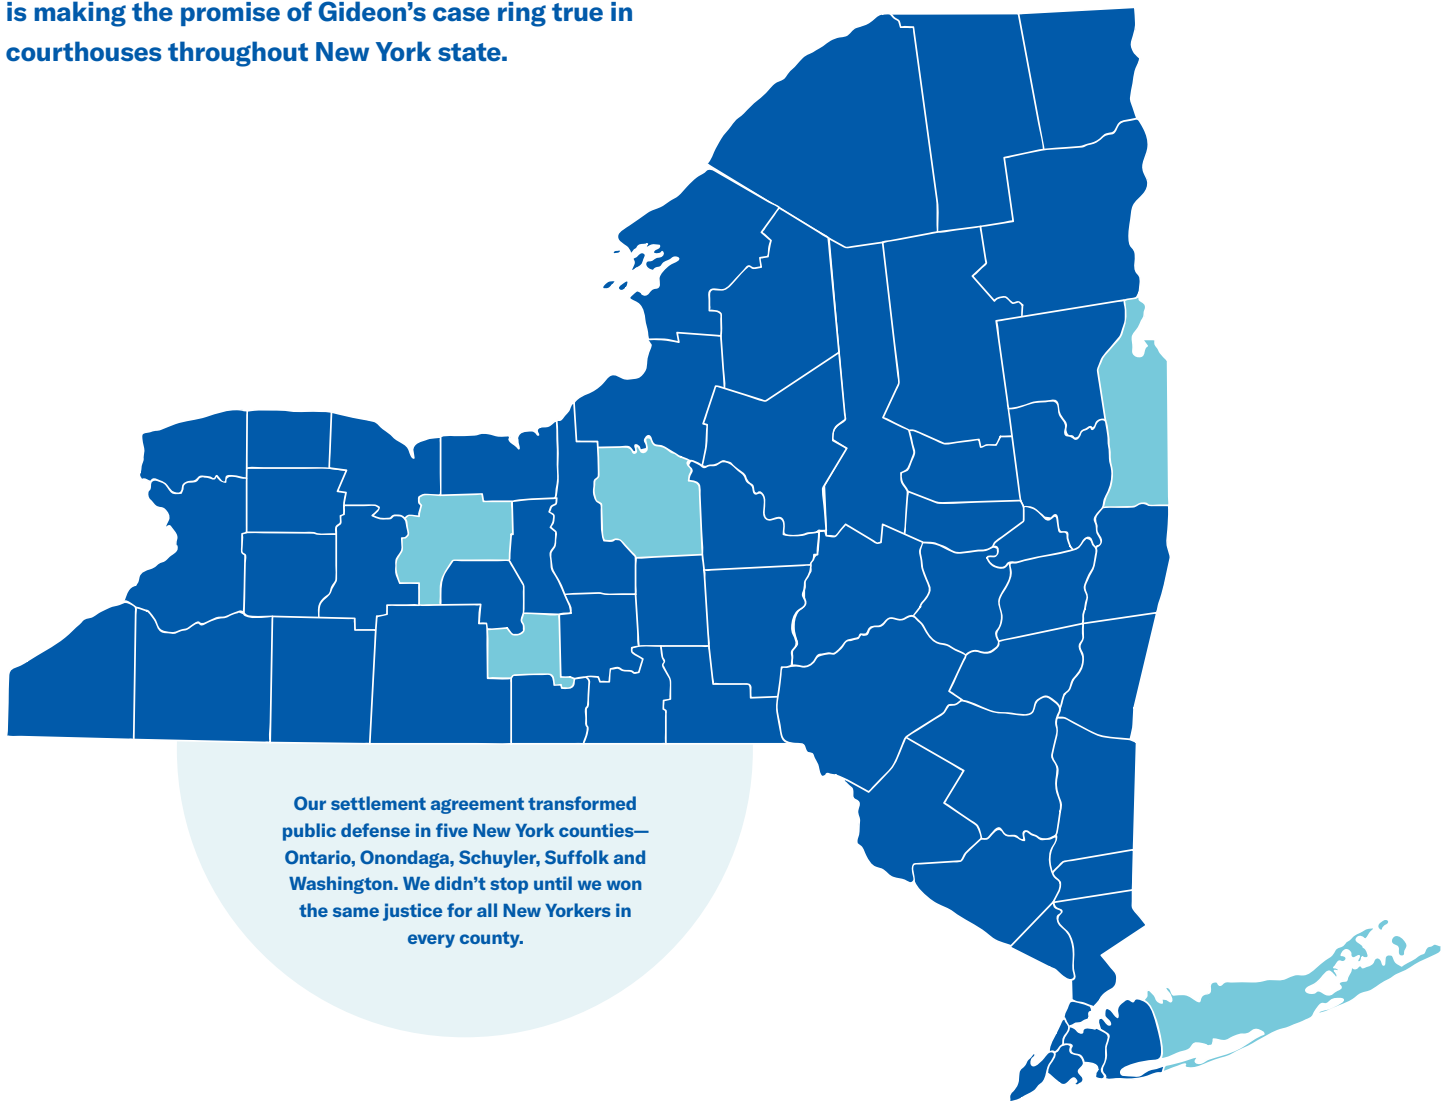 is making the promise of Gideon’s case ring true in
courthouses throughout New York state.
Our settlement agreement transformed
public defense in five New York counties—
Ontario, Onondaga, Schuyler, Suffolk and
Washington. We didn’t stop until we won
the same justice for all New Yorkers in
every county.